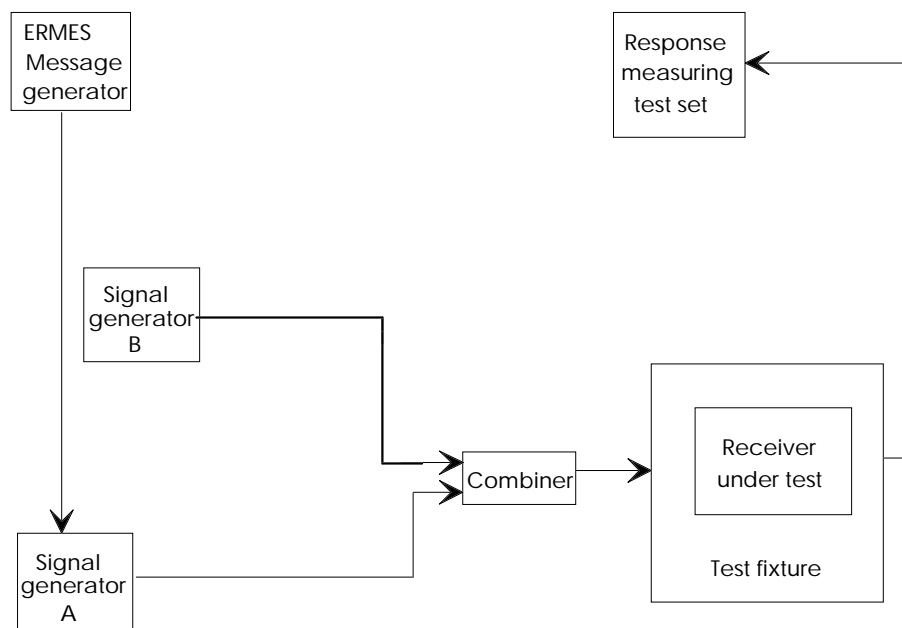 ERMES
Message
generator
Response
measuring
test set
Signal
generator
B
Combiner
Receiver
under test
Test fixture
Signal
generator
A